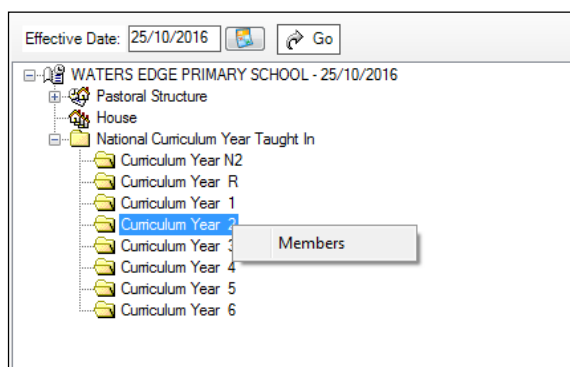 Effective Date: 25/10/2016 Go
WATERS EDGE PRIMARY SCHOOL - 25/10/2016
Pastoral Structure
House
National Curriculum Year Taught In
Curriculum Year N2
Curriculum Year R
Curriculum Year 1
Curriculum Year 2
Members
Curriculum Year 3
Curriculum Year 4
Curriculum Year 5
Curriculum Year 6